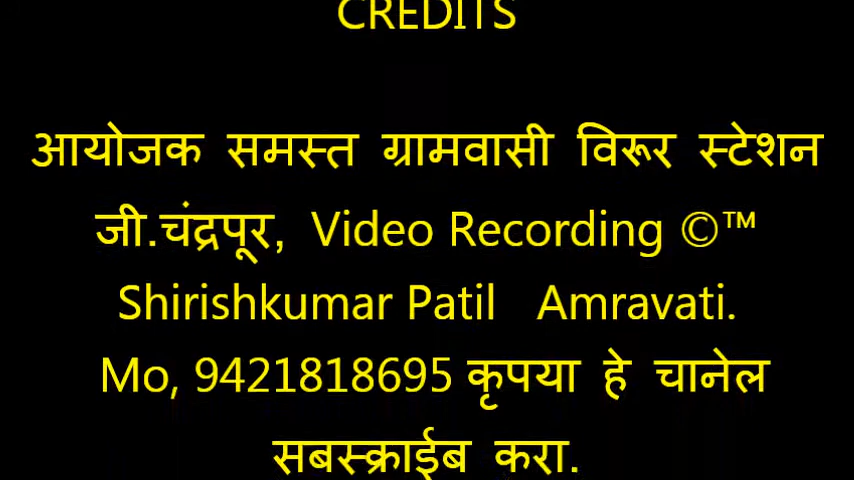 CREDITS
आयोजक समस्त ग्रामवासी विरूर स्टेशन
जी.चंद्रपूर, Video Recording ©™
Shirishkumar Patil Amravati.
Mo, 9421818695 कृपया हे चानेल
सबस्क्राईब करा.